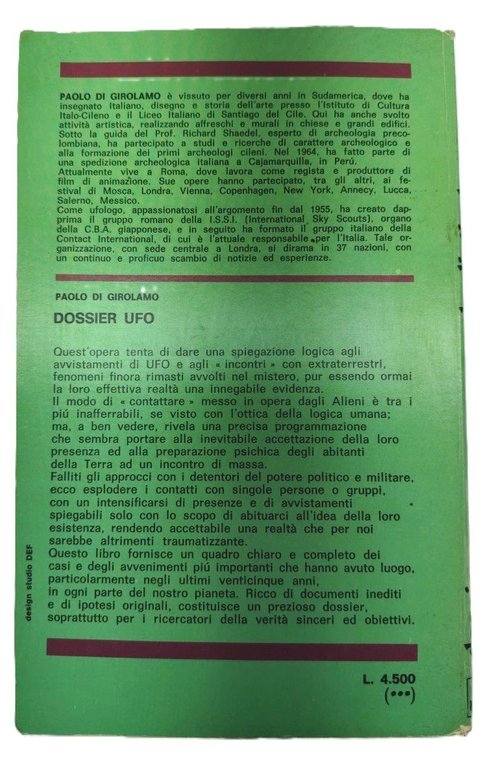 PAOLO DI GIROLAMO è vissuto per diversi anni in Sudamerica, dove ha
insegnato Italiano, disegno e storia dell'arte presso l'Istituto di Cultura
Italo-Cileno e il Liceo Italiano di Santiago del Cile. Qui ha anche svolto
attività artistica, realizzando affreschi e murali in chiese e grandi edifici.
Sotto la guida del Prof. Richard Shaedel, esperto di archeologia preco-
lombiana, ha partecipato a studi e ricerche di carattere archeologico e
alla formazione dei primi archeologi cileni. Nel 1964, ha fatto parte di
una spedizione archeologica italiana a Cajamarquilla, in Perú.
Attualmente vive a Roma, dove lavora come regista e produttore di
film di animazione. Sue opere hanno partecipato, tra gli altri, ai fe-
stival di Mosca, Londra, Vienna, Copenhagen, New York, Annecy, Lucca,
Salerno, Messico.
Come ufologo, appassionatosi all'argomento fin dal 1955, ha creato dap-
prima il gruppo romano della I.S.S.I. (International Sky Scouts), organo
della C.B.A. giapponese, e in seguito ha formato il gruppo italiano della
Contact International, di cui è l'attuale responsabile per l'Italia. Tale or-
ganizzazione, con sede centrale a Londra, si dirama in 37 nazioni, con
un continuo e proficuo scambio di notizie ed esperienze.
PAOLO DI GIROLAMO
DOSSIER UFO
Quest'opera tenta di dare una spiegazione logica agli
avvistamenti di UFO e agli « incontri » con extraterrestri,
fenomeni finora rimasti avvolti nel mistero, pur essendo ormai
la loro effettiva realtà una innegabile evidenza.
Il modo di « contattare » messo in opera dagli Alieni è tra i
piú inafferrabili, se visto con l'ottica della logica umana;
ma, a ben vedere, rivela una precisa programmazione
che sembra portare alla inevitabile accettazione della loro
presenza ed alla preparazione psichica degli abitanti
della Terra ad un incontro di massa.
Falliti gli approcci con i detentori del potere politico e militare,
ecco esplodere i contatti con singole persone o gruppi,
con un intensificarsi di presenze e di avvistamenti
spiegabili solo con lo scopo di abituarci all'idea della loro
esistenza, rendendo accettabile una realtà che per noi
sarebbe altrimenti traumatizzante.
Questo libro fornisce un quadro chiaro e completo dei
casi e degli avvenimenti piú importanti che hanno avuto luogo,
particolarmente negli ultimi venticinque anni,
in ogni parte del nostro pianeta. Ricco di documenti inediti
e di ipotesi originali, costituisce un prezioso dossier,
soprattutto per i ricercatori della verità sinceri ed obiettivi.
design studio DEF
L. 4.500
(•••)